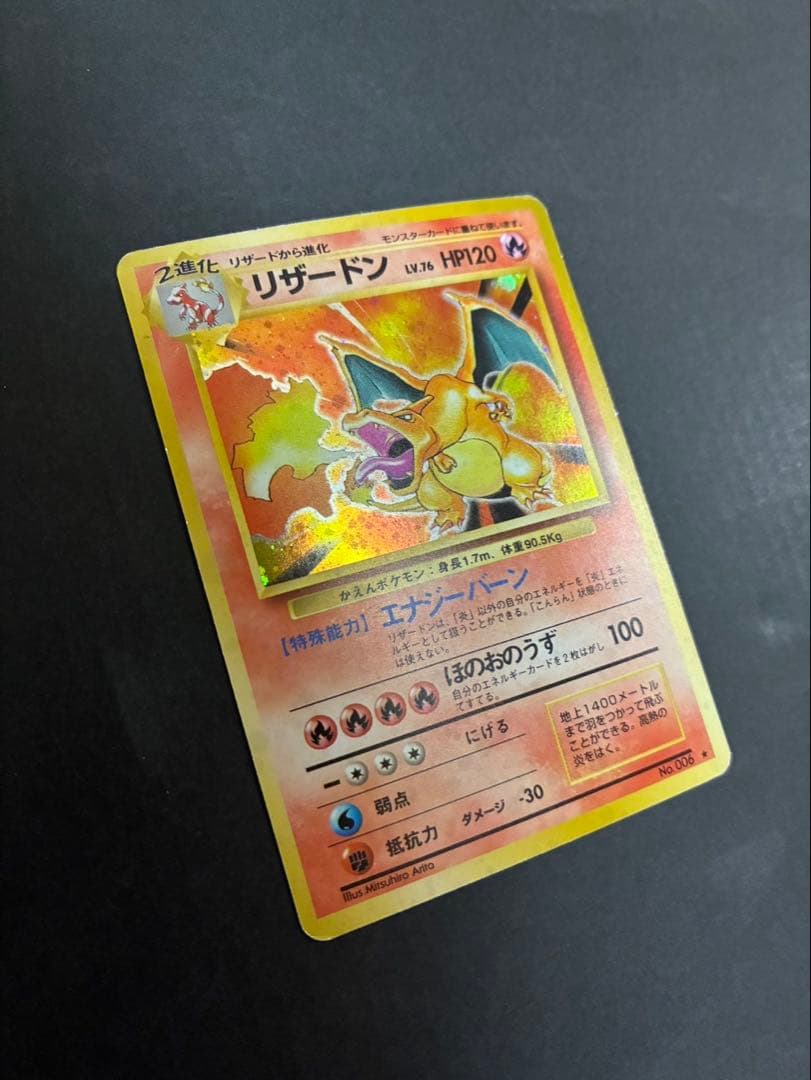 2進化
リザードから進化
モンスターカードに重ねて使います。
リザードン LV.76 HP120
かえんポケモン：身長1.7m、体重90.5Kg
【特殊能力】エナジーバーン
リザードンは、「炎」以外の自分のエネルギーを「炎」エネ
ルギーとして扱うことができる。「こんらん」状態のときに
は使えない。
ほのおのうず 100
自分のエネルギーカードを2枚はがし
てすてる。
にげる
弱点
抵抗力 ダメージ -30
地上1400メートル
まで羽をつかって飛ぶ
ことができる。高熱の
炎をはく。
Illus.Mitsuhiro Arita
No.006 ★